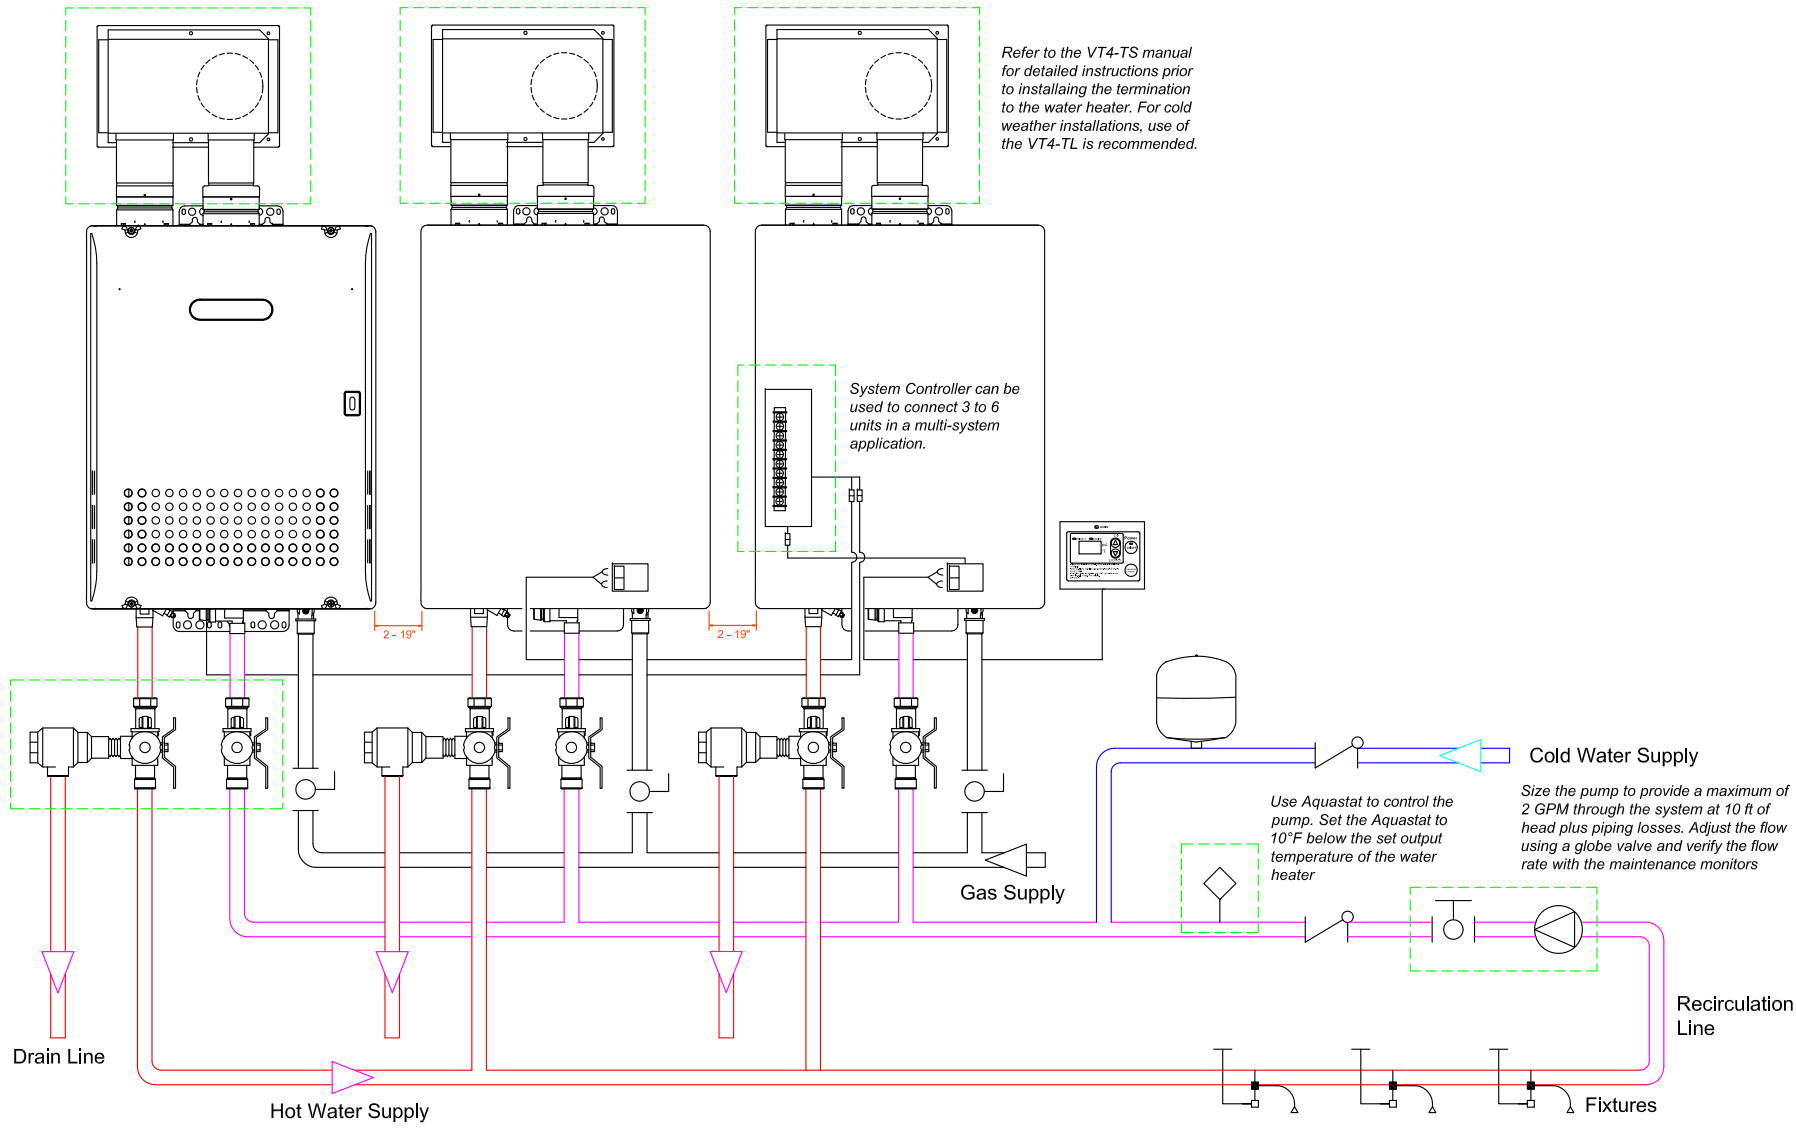 Refer to the VT4-TS manual
for detailed instructions prior
to installaing the termination
to the water heater. For cold
weather installations, use of
the VT4-TL is recommended.
System Controller can be
used to connect 3 to 6
units in a multi-system
application.
Power
2 - 19"
2 - 19"
Cold Water Supply
Size the pump to provide a maximum of
2 GPM through the system at 10 ft of
head plus piping losses. Adjust the flow
using a globe valve and verify the flow
rate with the maintenance monitors
Use Aquastat to control the
pump. Set the Aquastat to
10°F below the set output
temperature of the water
heater
Gas Supply
Recirculation
Line
Drain Line
Hot Water Supply
Fixtures